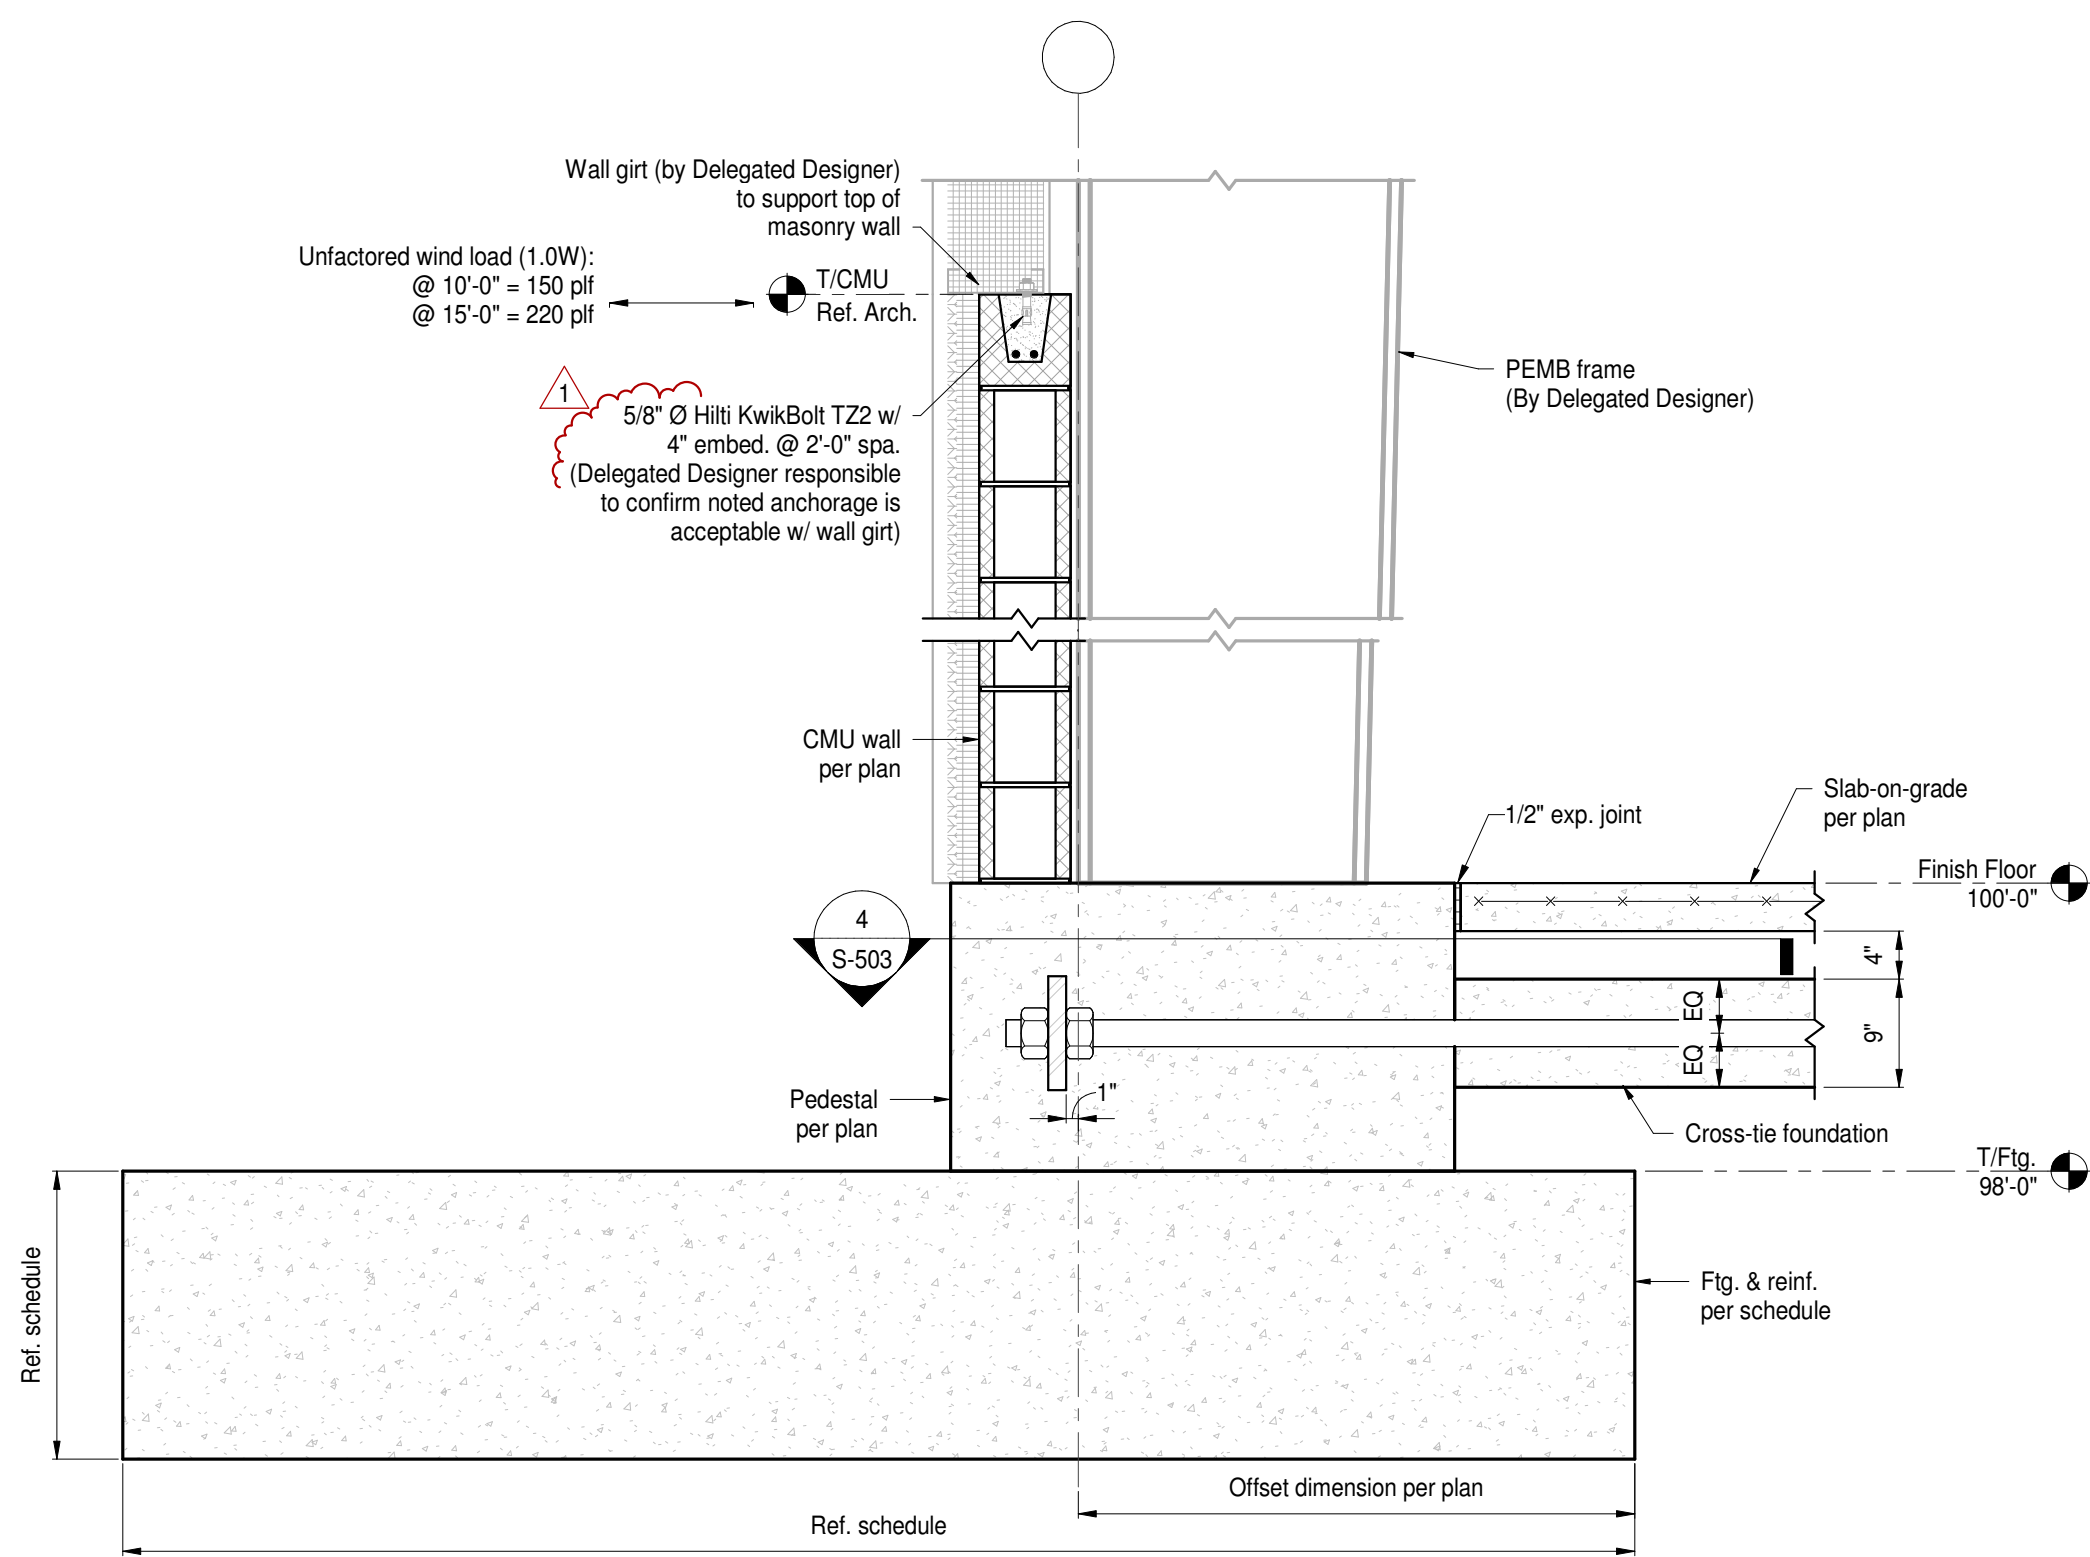 Wall girt (by Delegated Designer)
to support top of
masonry wall
Unfactored wind load (1.0W):
@ 10'-0" = 150 plf
@ 15'-0" = 220 plf
T/CMU
Ref. Arch.
1
5/8" Ø Hilti KwikBolt TZ2 w/
4" embed. @ 2'-0" spa.
(Delegated Designer responsible
to confirm noted anchorage is
acceptable w/ wall girt)
PEMB frame
(By Delegated Designer)
CMU wall
per plan
1/2" exp. joint
Slab-on-grade
per plan
Finish Floor
100'-0"
4
S-503
4"
EQ
EQ
9"
1"
Pedestal
per plan
Cross-tie foundation
T/Ftg.
98'-0"
Ref. schedule
Ftg. & reinf.
per schedule
Offset dimension per plan
Ref. schedule